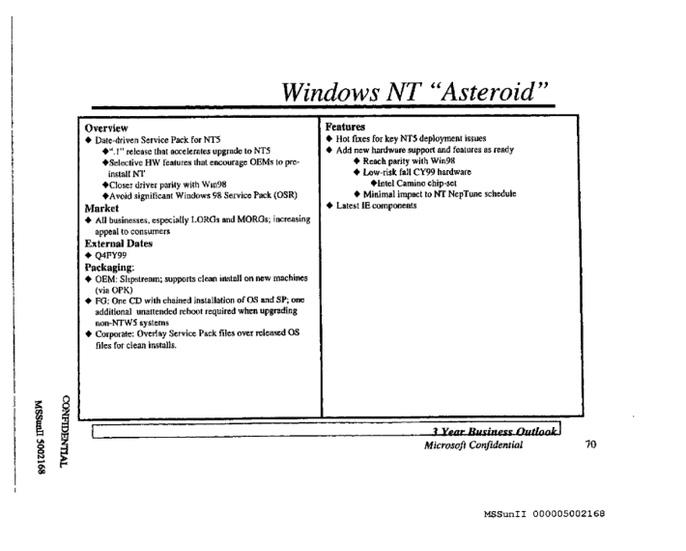 Windows NT “Asteroid”
Overview
◆ Date-driven Service Pack for NT5
◆“.1” release that accelerates upgrade to NT5
◆Selective HW features that encourage OEMs to pre-
install NT
◆Closer driver parity with Win98
◆Avoid significant Windows 98 Service Pack (OSR)
Market
◆ All businesses, especially LORGs and MORGs; increasing
appeal to consumers
External Dates
◆ Q4FY99
Packaging:
◆ OEM: Slipstream; supports clean install on new machines
(via OPK)
◆ FG: One CD with chained installation of OS and SP; one
additional unattended reboot required when upgrading
non-NTW5 systems
◆ Corporate: Overlay Service Pack files over released OS
files for clean installs.
Features
◆ Hot fixes for key NT5 deployment issues
◆ Add new hardware support and features as ready
◆ Reach parity with Win98
◆ Low-risk fall CY99 hardware
◆Intel Camino chip-set
◆ Minimal impact to NT NepTune schedule
◆ Latest IE components
3 Year Business Outlook
Microsoft Confidential
70
MSSunII 5002168
CONFIDENTIAL
MSSunII 000005002168